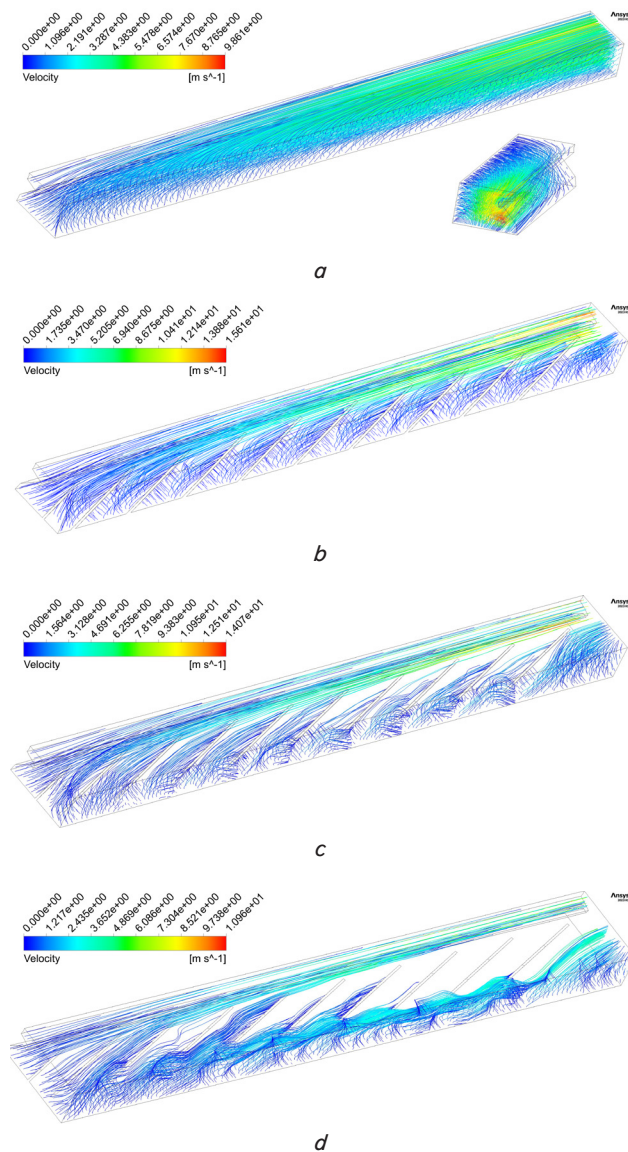 0.000e+00
1.096e+00
2.191e+00
3.287e+00
4.383e+00
5.478e+00
6.574e+00
7.670e+00
8.765e+00
9.861e+00
Velocity [m s^-1]
Ansys
a
0.000e+00
1.735e+00
3.470e+00
5.205e+00
6.940e+00
8.675e+00
1.041e+01
1.214e+01
1.388e+01
1.561e+01
Velocity [m s^-1]
Ansys
b
0.000e+00
1.564e+00
3.128e+00
4.691e+00
6.255e+00
7.819e+00
9.383e+00
1.095e+01
1.251e+01
1.407e+01
Velocity [m s^-1]
Ansys
c
0.000e+00
1.217e+00
2.435e+00
3.652e+00
4.869e+00
6.086e+00
7.304e+00
8.521e+00
9.738e+00
1.096e+01
Velocity [m s^-1]
Ansys
d